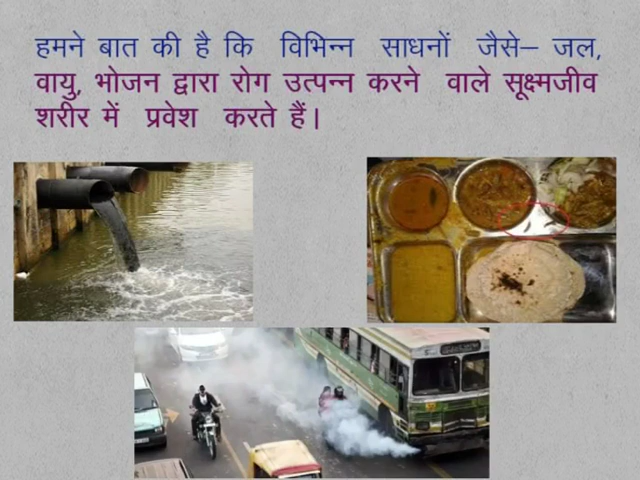 हमने बात की है कि विभिन्न साधनों जैसे– जल,
वायु, भोजन द्वारा रोग उत्पन्न करने वाले सूक्ष्मजीव
शरीर में प्रवेश करते हैं।